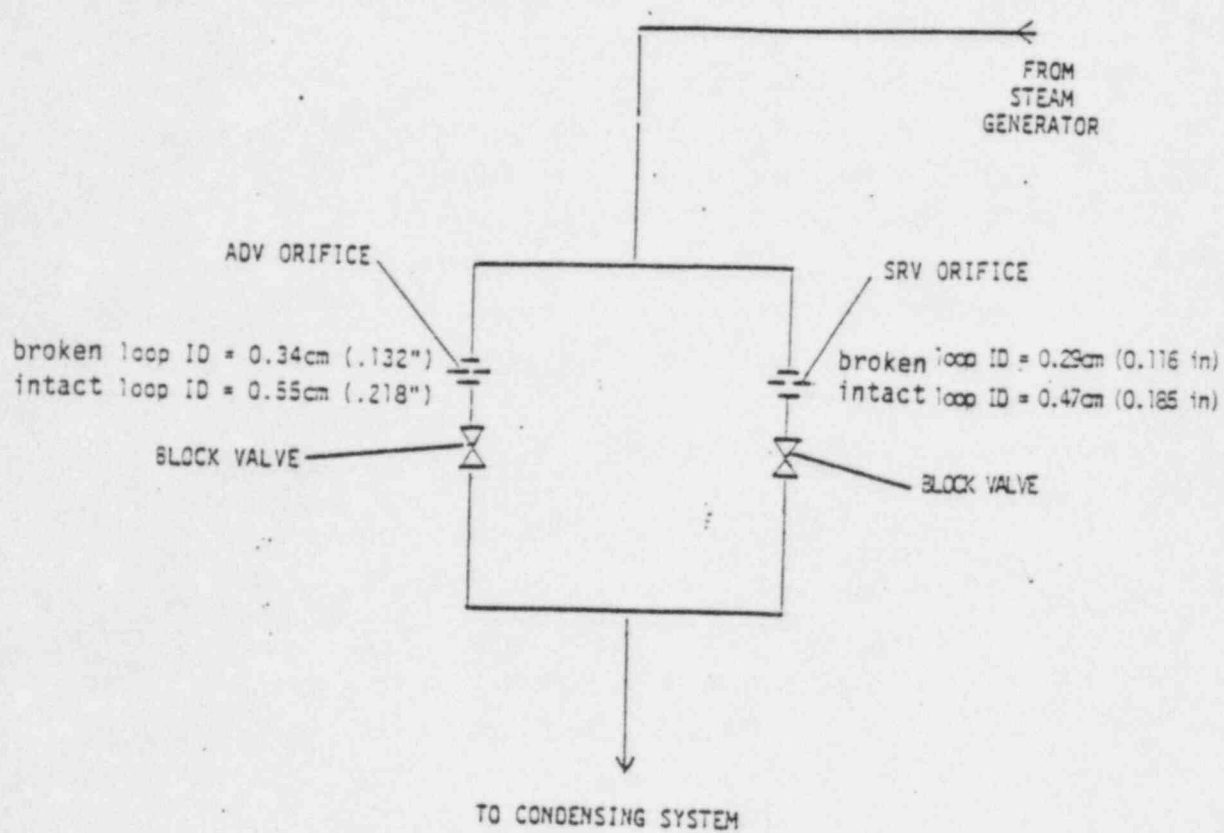 FROM
STEAM
GENERATOR
ADV ORIFICE
SRV ORIFICE
broken loop ID = 0.34cm (.132")
intact loop ID = 0.55cm (.218")
broken loop ID = 0.29cm (0.116 in)
intact loop ID = 0.47cm (0.185 in)
BLOCK VALVE
BLOCK VALVE
TO CONDENSING SYSTEM